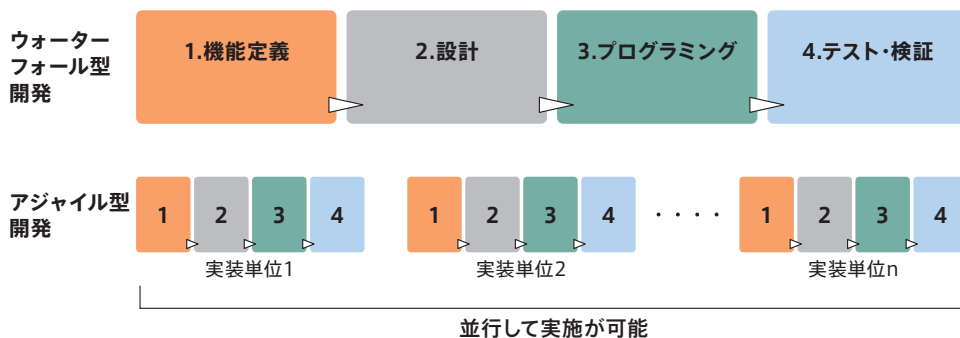 ウォーター
フォール型
開発
1.機能定義
2.設計
3.プログラミング
4.テスト・検証
アジャイル型
開発
1
2
3
4
1
2
3
4
・・・・
1
2
3
4
実装単位1
実装単位2
実装単位n
並行して実施が可能